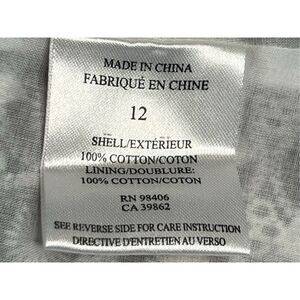 MADE IN CHINA
FABRIQUÉ EN CHINE
12
SHELL/EXTÉRIEUR
100% COTTON/COTON
LINING/DOUBLURE:
100% COTTON/COTON
RN 98406
CA 39862
SEE REVERSE SIDE FOR CARE INSTRUCTION
DIRECTIVE D'ENTRETIEN AU VERSO